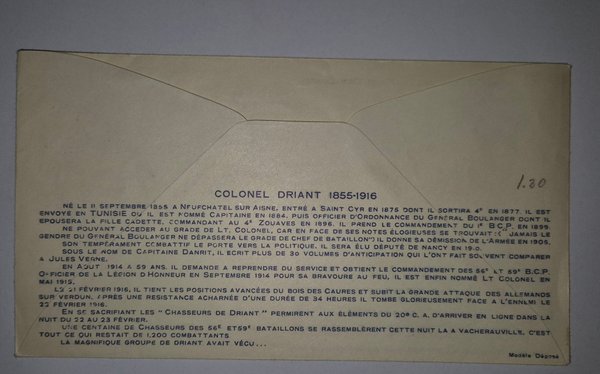 COLONEL DRIANT 1855-1916
1.80
NÉ LE 11 SEPTEMBRE 1855 A NEUFCHATEL SUR AISNE, ENTRÉ A SAINT CYR EN 1875 DONT IL SORTIRA 4e EN 1877. IL EST
ENVOYE EN TUNISIE OU IL EST NOMMÉ CAPITAINE EN 1884, PUIS OFFICIER D'ORDONNANCE DU GÉNÉRAL BOULANGER DONT IL
EPOUSERA LA FILLE CADETTE, COMMANDANT AU 4e ZOUAVES EN 1896. IL PREND LE COMMANDEMENT DU 1e B.C.P. EN 1899.
NE POUVANT ACCEDER AU GRADE DE LT. COLONEL, CAR EN FACE DE SES NOTES ÉLOGIEUSES SE TROUVAIT: (JAMAIS LE
GENDRE DU GÉNÉRAL BOULANGER NE DÉPASSERA LE GRADE DE CHEF DE BATAILLON") IL DONNE SA DÉMISSION DE L'ARMÉE EN 1905,
SON TEMPÉRAMENT COMBATTIF LE PORTE VERS LA POLITIQUE, IL SERA ÉLU DÉPUTÉ DE NANCY EN 1910.
SOUS LE NOM DE CAPITAINE DANRIT, IL ECRIT PLUS DE 30 VOLUMES D'ANTICIPATION QUI L'ONT FAIT SOUVENT COMPARER
A JULES VERNE.
EN AOUT 1914 A 59 ANS, IL DEMANDE A REPRENDRE DU SERVICE ET OBTIENT LE COMMANDEMENT DES 56e ET 59e B.C.P.
OFFICIER DE LA LÉGION D'HONNEUR EN SEPTEMBRE 1914 POUR SA BRAVOURE AU FEU, IL EST ENFIN NOMMÉ LT COLONEL EN
MAI 1915.
LE 21 FÉVRIER 1916, IL TIENT LES POSITIONS AVANCÉES DU BOIS DES CAURES ET SUBIT LA GRANDE ATTAQUE DES ALLEMANDS
SUR VERDUN, APRES UNE RESISTANCE ACHARNÉE D'UNE DURÉE DE 34 HEURES IL TOMBE GLORIEUSEMENT FACE A L'ENNEMI LE
22 FÉVRIER 1916.
EN SE SACRIFIANT LES "CHASSEURS DE DRIANT" PERMIRENT AUX ÉLÉMENTS DU 20e C.A. D'ARRIVER EN LIGNE DANS LA
NUIT DU 22 AU 23 FÉVRIER.
UNE CENTAINE DE CHASSEURS DES 56E ET59e BATAILLONS SE RASSEMBLÈRENT CETTE NUIT LA A VACHERAUVILLE, C'EST
TOUT CE QUI RESTAIT DE 1.200 COMBATTANTS
LA MAGNIFIQUE GROUPE DE DRIANT AVAIT VÉCU...
Modèle Déposé